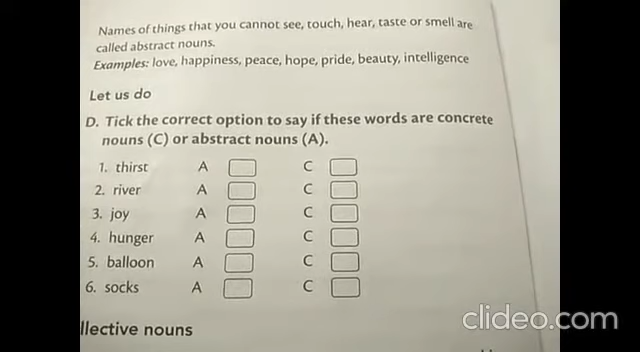 Names of things that you cannot see, touch, hear, taste or smell are
called abstract nouns.
Examples: love, happiness, peace, hope, pride, beauty, intelligence
Let us do
D. Tick the correct option to say if these words are concrete
nouns (C) or abstract nouns (A).
1. thirst A C
2. river A C
3. joy A C
4. hunger A C
5. balloon A C
6. socks A C
llective nouns
clideo.com